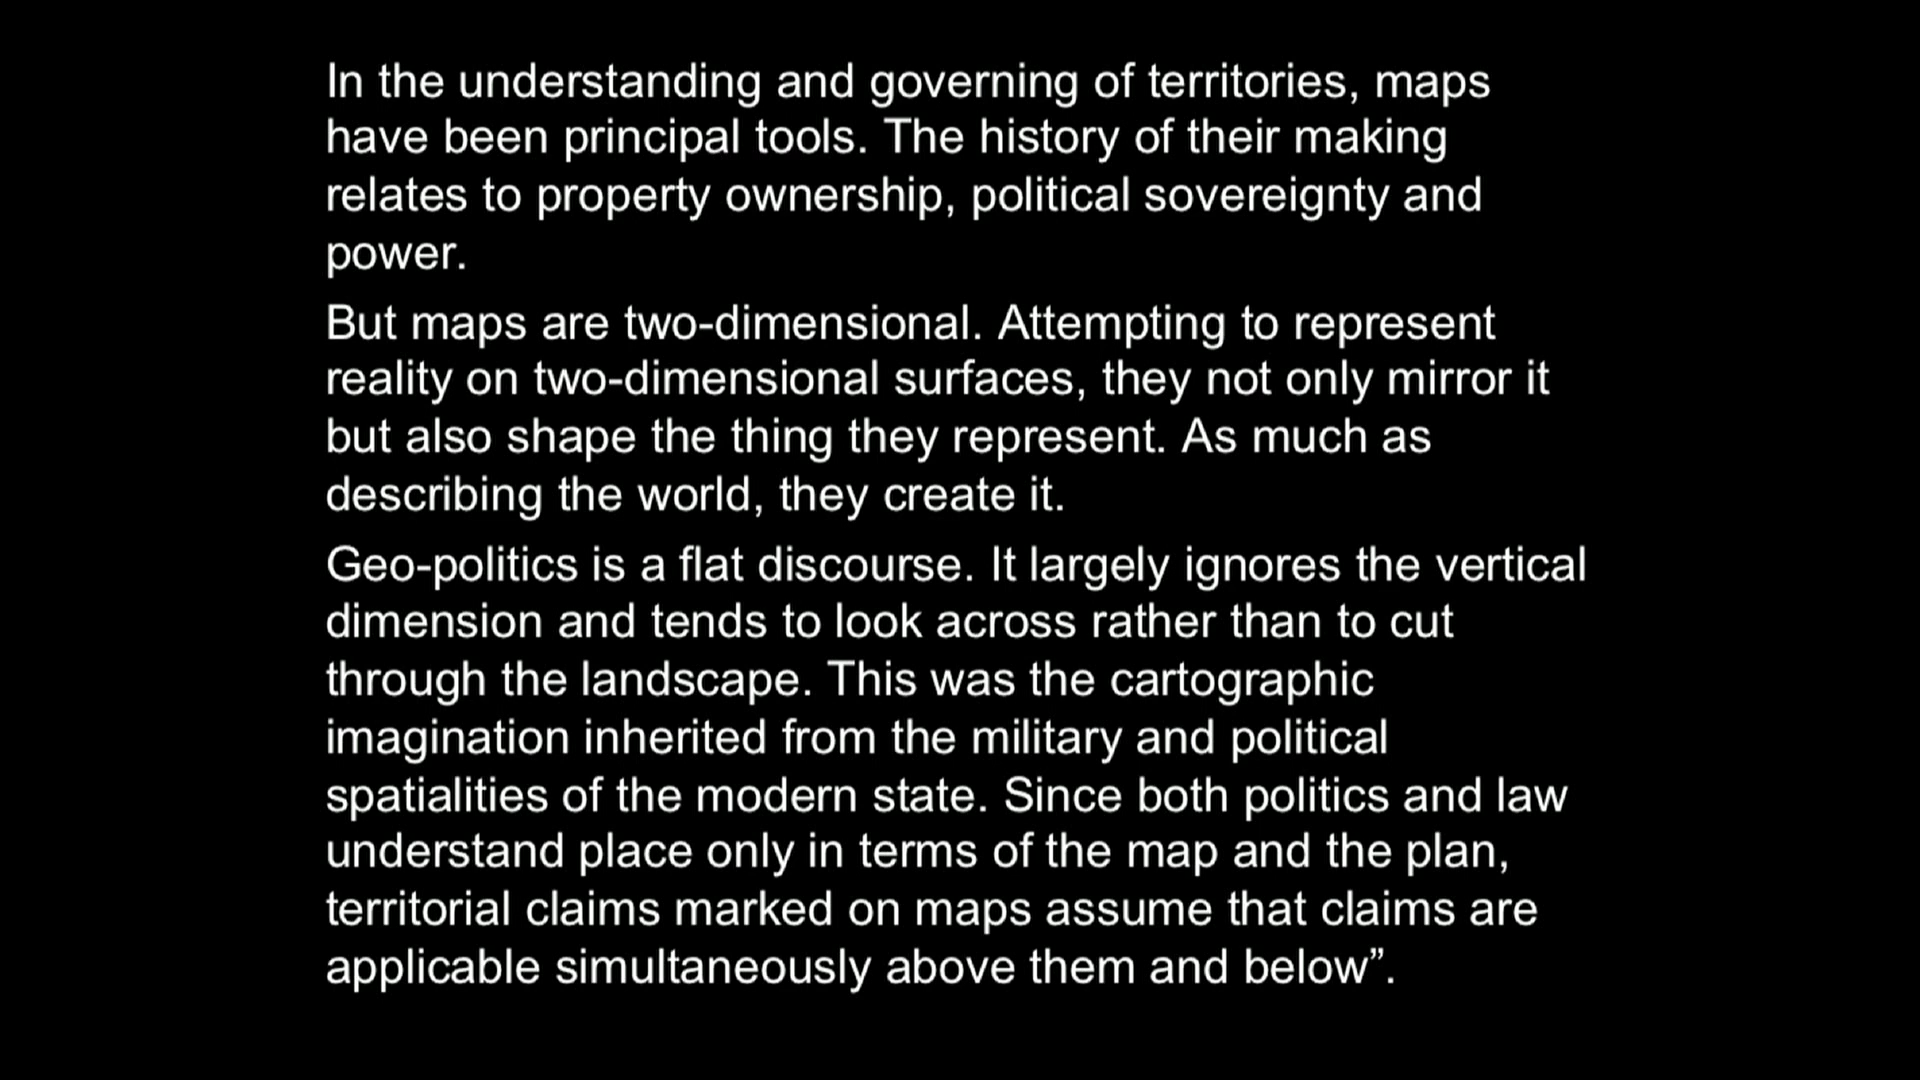 In the understanding and governing of territories, maps
have been principal tools. The history of their making
relates to property ownership, political sovereignty and
power.
But maps are two-dimensional. Attempting to represent
reality on two-dimensional surfaces, they not only mirror it
but also shape the thing they represent. As much as
describing the world, they create it.
Geo-politics is a flat discourse. It largely ignores the vertical
dimension and tends to look across rather than to cut
through the landscape. This was the cartographic
imagination inherited from the military and political
spatialities of the modern state. Since both politics and law
understand place only in terms of the map and the plan,
territorial claims marked on maps assume that claims are
applicable simultaneously above them and below”.